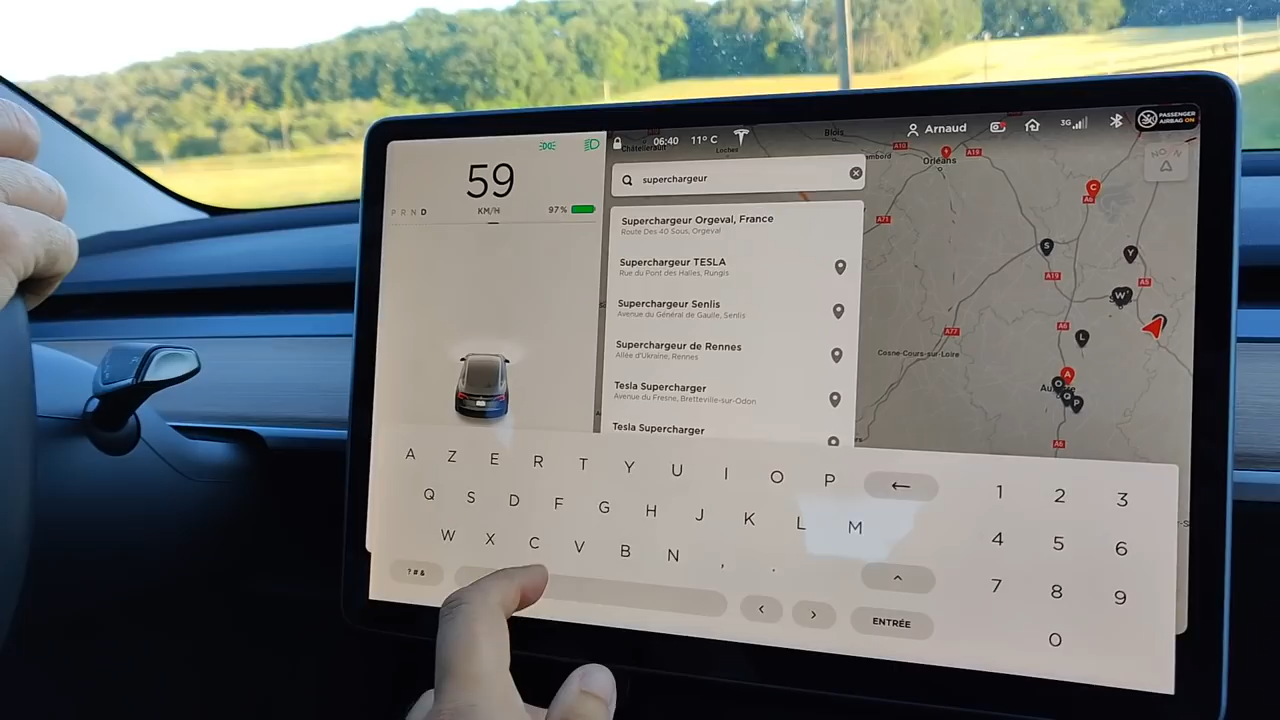 59
KM/H
P R N D
97%
06:40
11° C
Arnaud
3G
PASSENGER
AIRBAG ON
superchargeur
Superchargeur Orgeval, France
Route Des 40 Sous, Orgeval
Superchargeur TESLA
Rue du Pont des Halles, Rungis
Superchargeur Senlis
Avenue du Général de Gaulle, Senlis
Superchargeur de Rennes
Allée d'Ukraine, Rennes
Tesla Supercharger
Avenue du Fresne, Bretteville-sur-Odon
Tesla Supercharger
Châtellerault
Loches
Blois
Orléans
A10
A19
A71
C
A6
S
Y
A19
A5
W
A6
A77
L
Cosne-Cours-sur-Loire
A
O
O
P
A6
A Z E R T Y U I O P ←
Q S D F G H J K L M
W X C V B N , . ^
?#& < > ENTRÉE
1 2 3
4 5 6
7 8 9
0